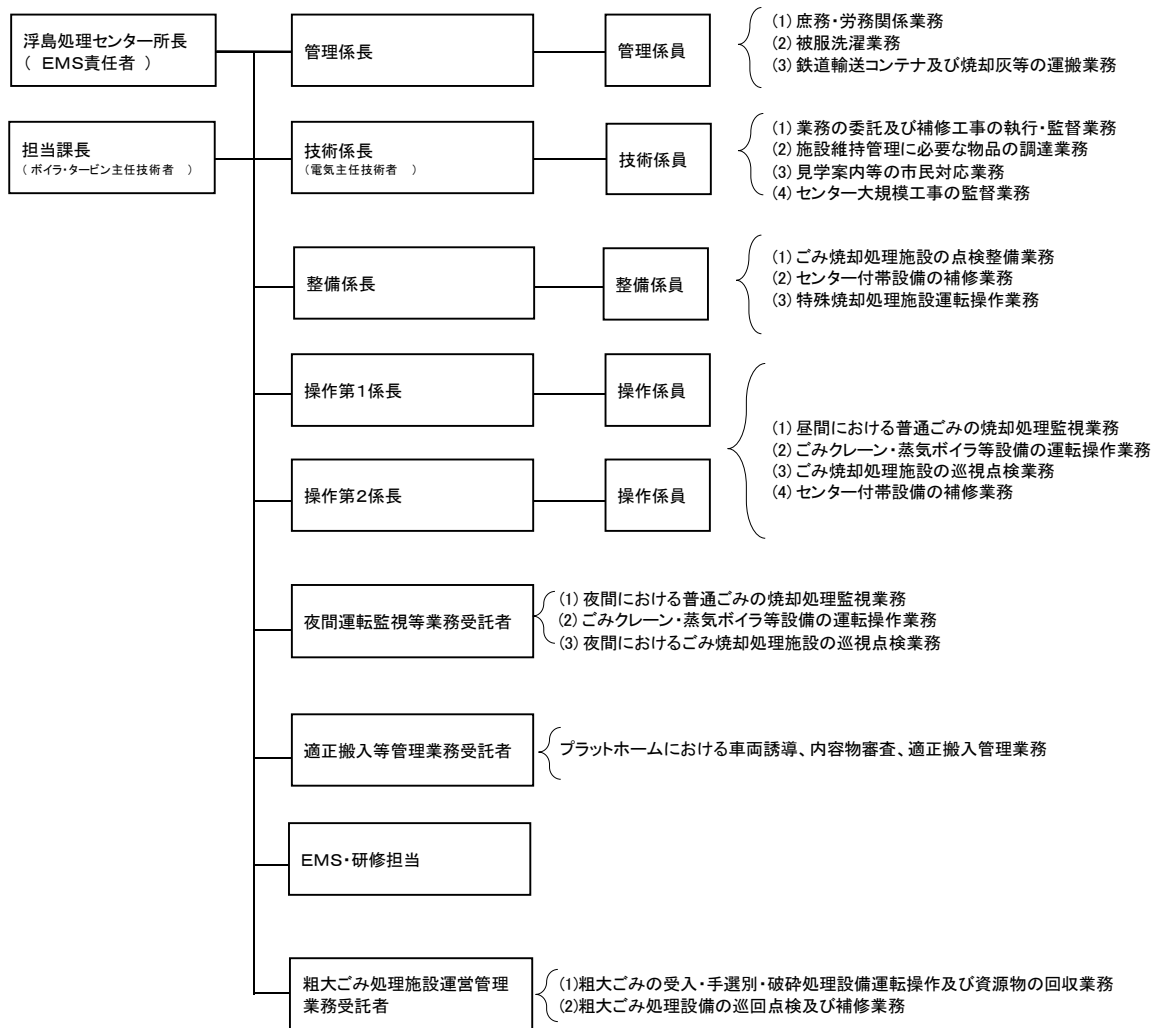 浮島処理センター所長
( EMS責任者 )
管理係長
管理係員
(1) 庶務・労務関係業務
(2) 被服洗濯業務
(3) 鉄道輸送コンテナ及び焼却灰等の運搬業務
担当課長
( ボイラ・タービン主任技術者 )
技術係長
(電気主任技術者 )
技術係員
(1) 業務の委託及び補修工事の執行・監督業務
(2) 施設維持管理に必要な物品の調達業務
(3) 見学案内等の市民対応業務
(4) センター大規模工事の監督業務
整備係長
整備係員
(1) ごみ焼却処理施設の点検整備業務
(2) センター付帯設備の補修業務
(3) 特殊焼却処理施設運転操作業務
操作第1係長
操作係員
操作第2係長
操作係員
(1) 昼間における普通ごみの焼却処理監視業務
(2) ごみクレーン・蒸気ボイラ等設備の運転操作業務
(3) ごみ焼却処理施設の巡視点検業務
(4) センター付帯設備の補修業務
夜間運転監視等業務受託者
(1) 夜間における普通ごみの焼却処理監視業務
(2) ごみクレーン・蒸気ボイラ等設備の運転操作業務
(3) 夜間におけるごみ焼却処理施設の巡視点検業務
適正搬入等管理業務受託者
プラットホームにおける車両誘導、内容物審査、適正搬入管理業務
EMS・研修担当
粗大ごみ処理施設運営管理
業務受託者
(1)粗大ごみの受入・手選別・破砕処理設備運転操作及び資源物の回収業務
(2)粗大ごみ処理設備の巡回点検及び補修業務